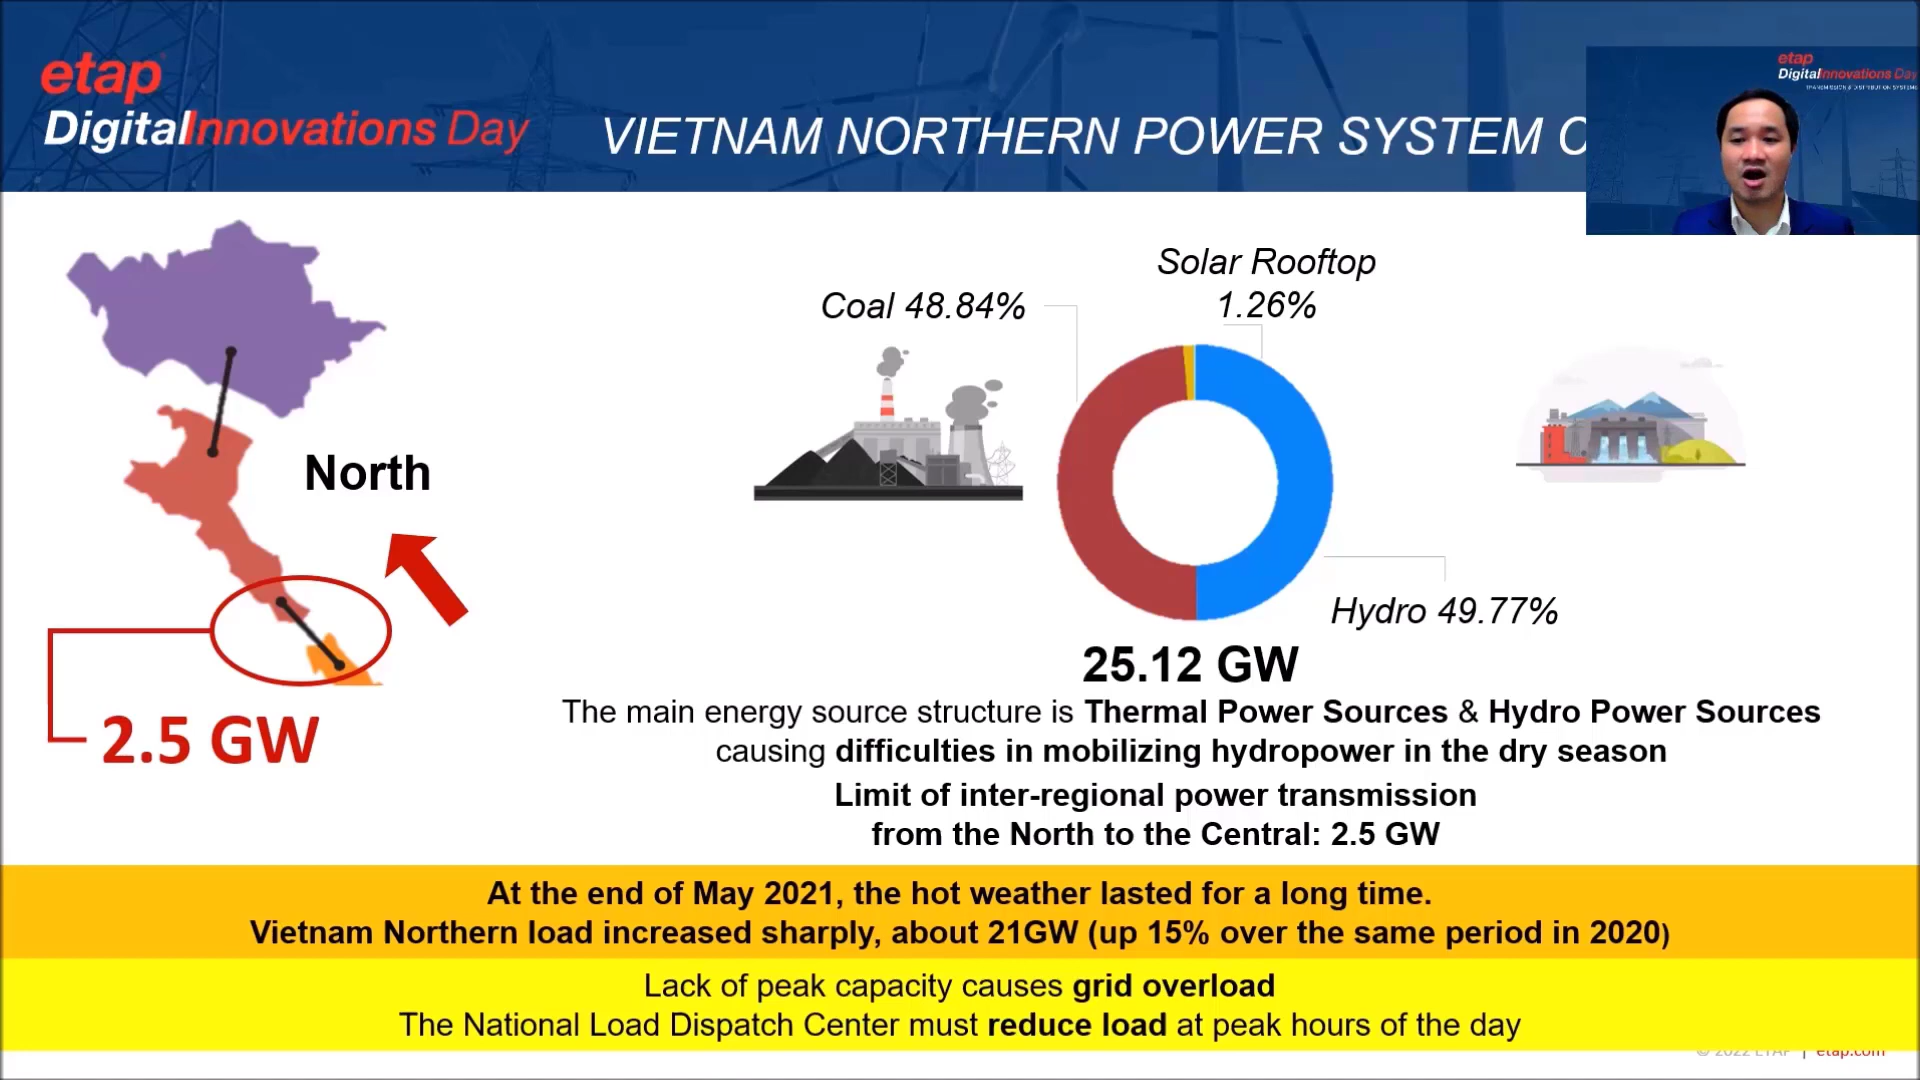 etap
DigitalInnovations Day
VIETNAM NORTHERN POWER SYSTEM
etap
DigitalInnovations Day
TRANSMISSION & DISTRIBUTION SYSTEMS
Solar Rooftop
1.26%
Coal 48.84%
North
Hydro 49.77%
25.12 GW
2.5 GW
The main energy source structure is Thermal Power Sources & Hydro Power Sources
causing difficulties in mobilizing hydropower in the dry season
Limit of inter-regional power transmission
from the North to the Central: 2.5 GW
At the end of May 2021, the hot weather lasted for a long time.
Vietnam Northern load increased sharply, about 21GW (up 15% over the same period in 2020)
Lack of peak capacity causes grid overload
The National Load Dispatch Center must reduce load at peak hours of the day
© 2022 ETAP | etap.com